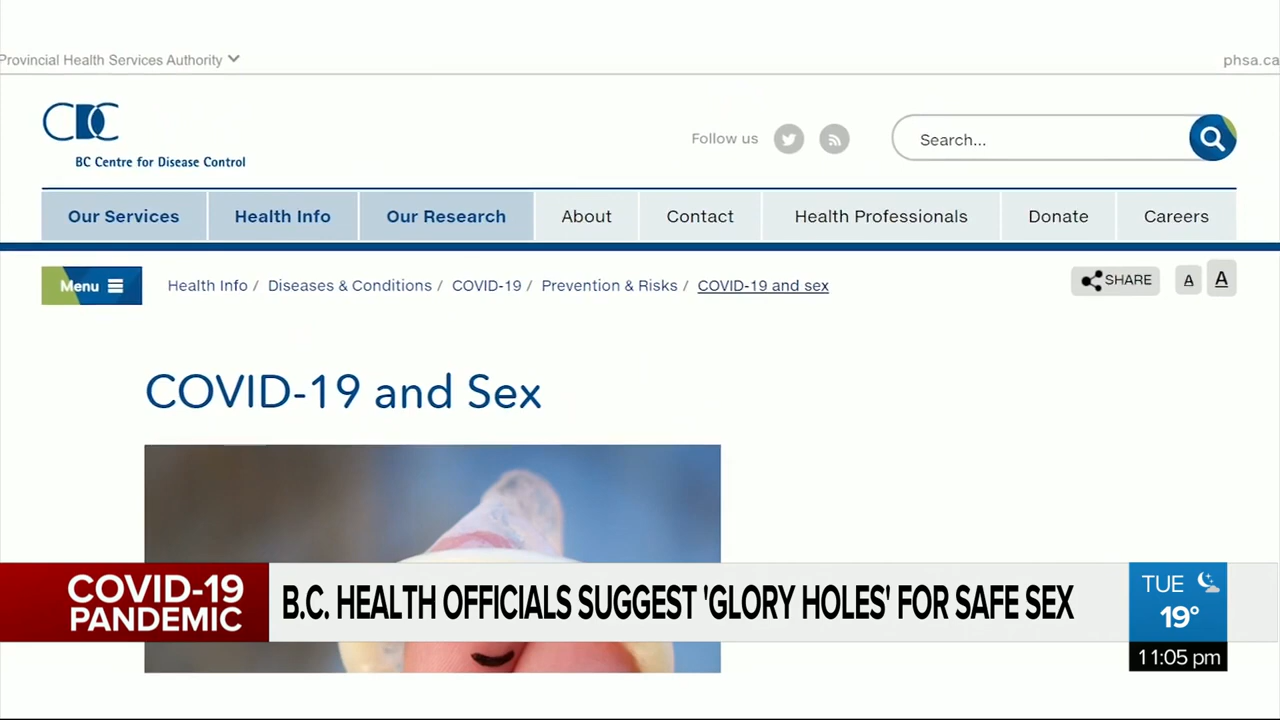 Provincial Health Services Authority
phsa.ca
CDC
BC Centre for Disease Control
Follow us
Search...
Our Services
Health Info
Our Research
About
Contact
Health Professionals
Donate
Careers
Menu
Health Info / Diseases & Conditions / COVID-19 / Prevention & Risks / COVID-19 and sex
SHARE
A
A
COVID-19 and Sex
COVID-19
PANDEMIC
B.C. HEALTH OFFICIALS SUGGEST 'GLORY HOLES' FOR SAFE SEX
TUE
19°
11:05 pm